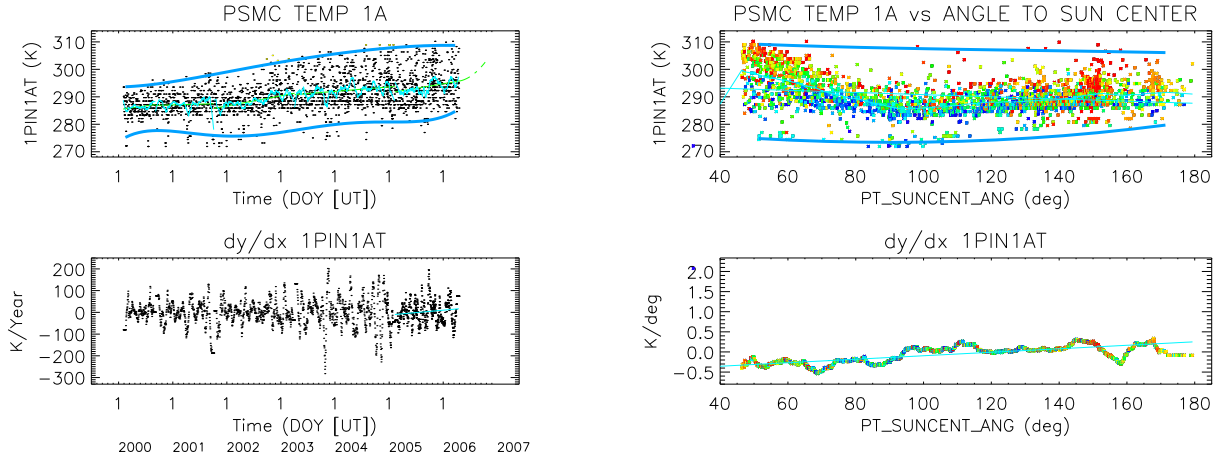 PSMC TEMP 1A
1PIN1AT (K)
310
300
290
280
270
1 1 1 1 1 1 1
Time (DOY [UT])
PSMC TEMP 1A vs ANGLE TO SUN CENTER
1PIN1AT (K)
310
300
290
280
270
40 60 80 100 120 140 160 180
PT_SUNCENT_ANG (deg)
dy/dx 1PIN1AT
K/Year
200
100
0
-100
-200
-300
1 1 1 1 1 1 1
Time (DOY [UT])
2000 2001 2002 2003 2004 2005 2006 2007
dy/dx 1PIN1AT
K/deg
2.0
1.5
1.0
0.5
0.0
-0.5
40 60 80 100 120 140 160 180
PT_SUNCENT_ANG (deg)